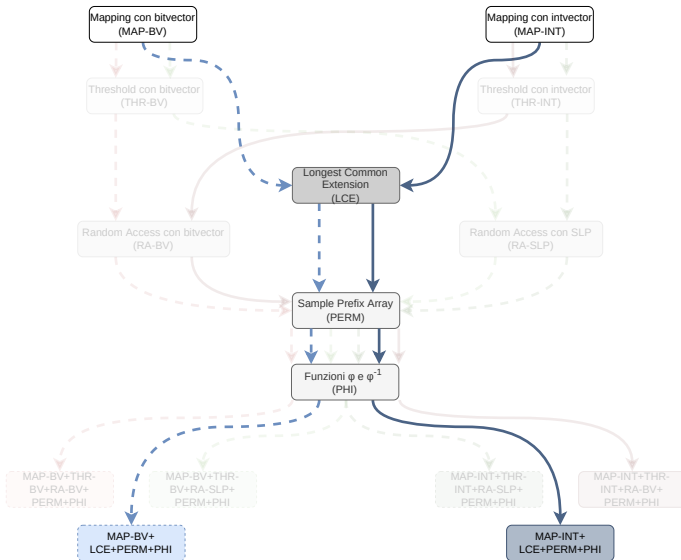 Mapping con bitvector
(MAP-BV)
Mapping con intvector
(MAP-INT)
Threshold con bitvector
(THR-BV)
Threshold con intvector
(THR-INT)
Longest Common
Extension
(LCE)
Random Access con bitvector
(RA-BV)
Random Access con SLP
(RA-SLP)
Sample Prefix Array
(PERM)
Funzioni φ e φ⁻¹
(PHI)
MAP-BV+THR-
BV+RA-BV+
PERM+PHI
MAP-BV+THR-
BV+RA-SLP+
PERM+PHI
MAP-INT+THR-
INT+RA-SLP+
PERM+PHI
MAP-INT+THR-
INT+RA-BV+
PERM+PHI
MAP-BV+
LCE+PERM+PHI
MAP-INT+
LCE+PERM+PHI